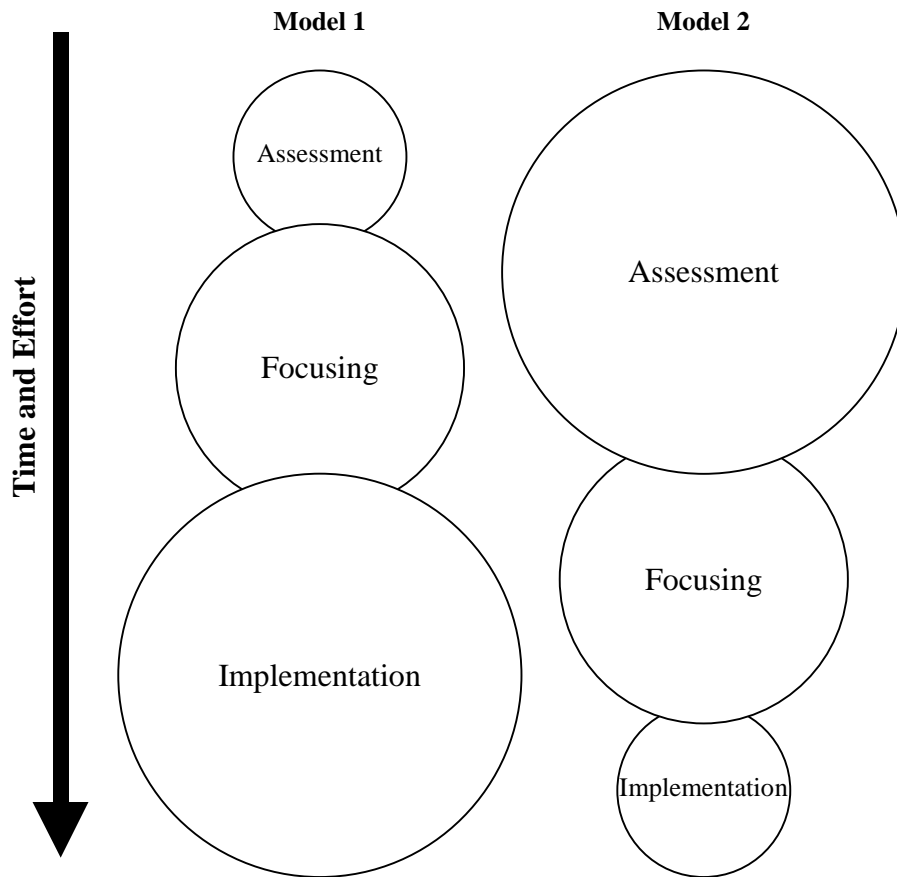 Model 1
Model 2
Time and Effort
Assessment
Focusing
Implementation
Assessment
Focusing
Implementation